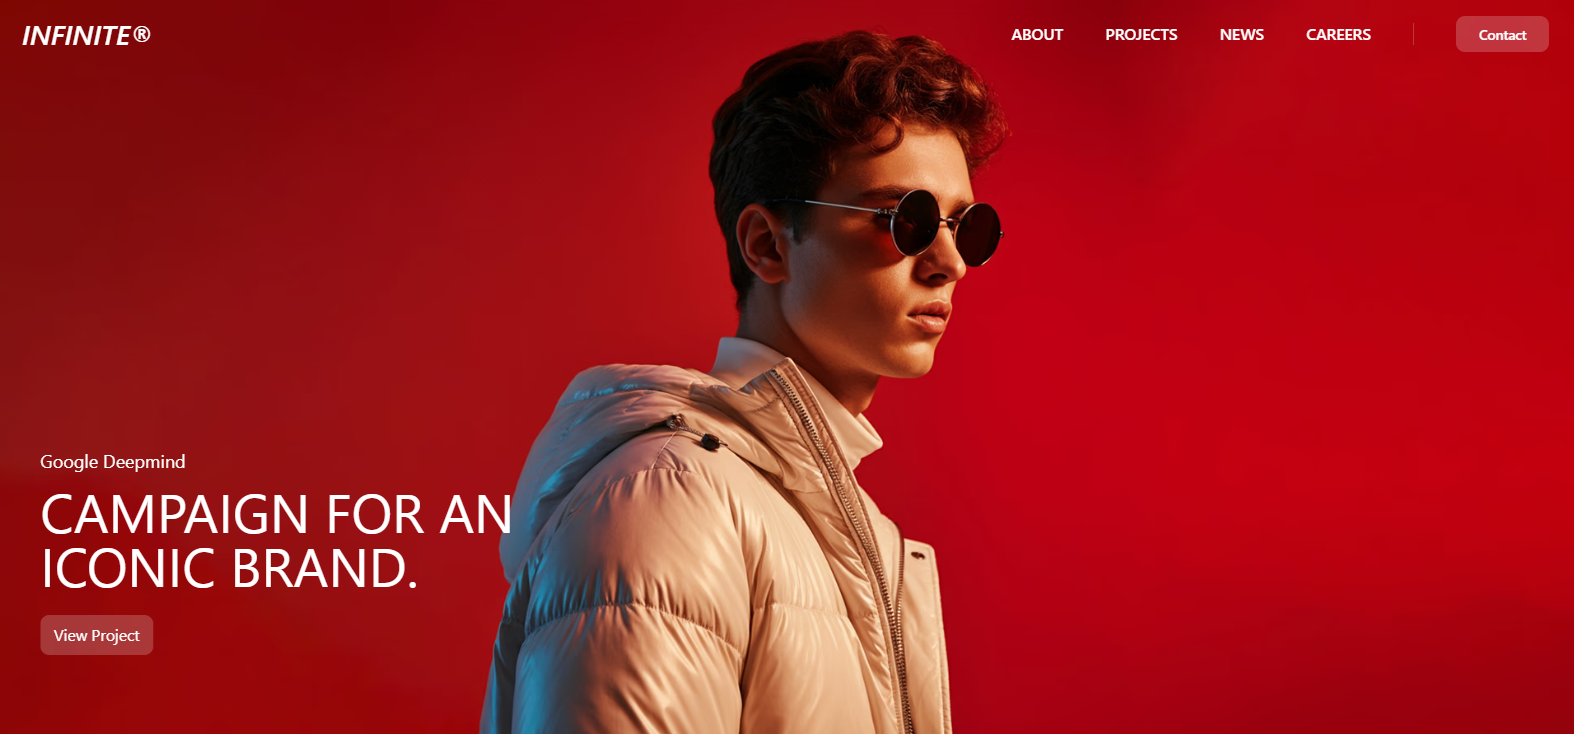 INFINITE®
ABOUT
PROJECTS
NEWS
CAREERS
Contact
Google Deepmind
CAMPAIGN FOR AN
ICONIC BRAND.
View Project